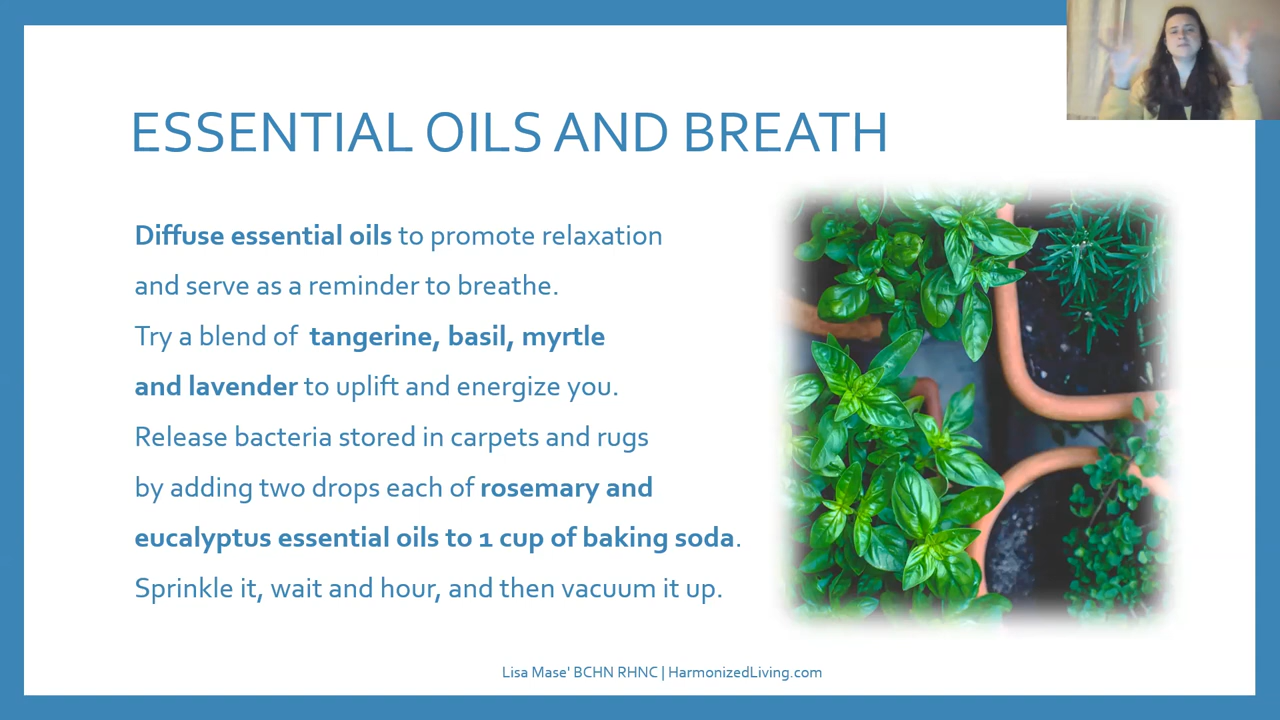 ESSENTIAL OILS AND BREATH
Diffuse essential oils to promote relaxation
and serve as a reminder to breathe.
Try a blend of tangerine, basil, myrtle
and lavender to uplift and energize you.
Release bacteria stored in carpets and rugs
by adding two drops each of rosemary and
eucalyptus essential oils to 1 cup of baking soda.
Sprinkle it, wait and hour, and then vacuum it up.
Lisa Mase' BCHN RHNC | HarmonizedLiving.com